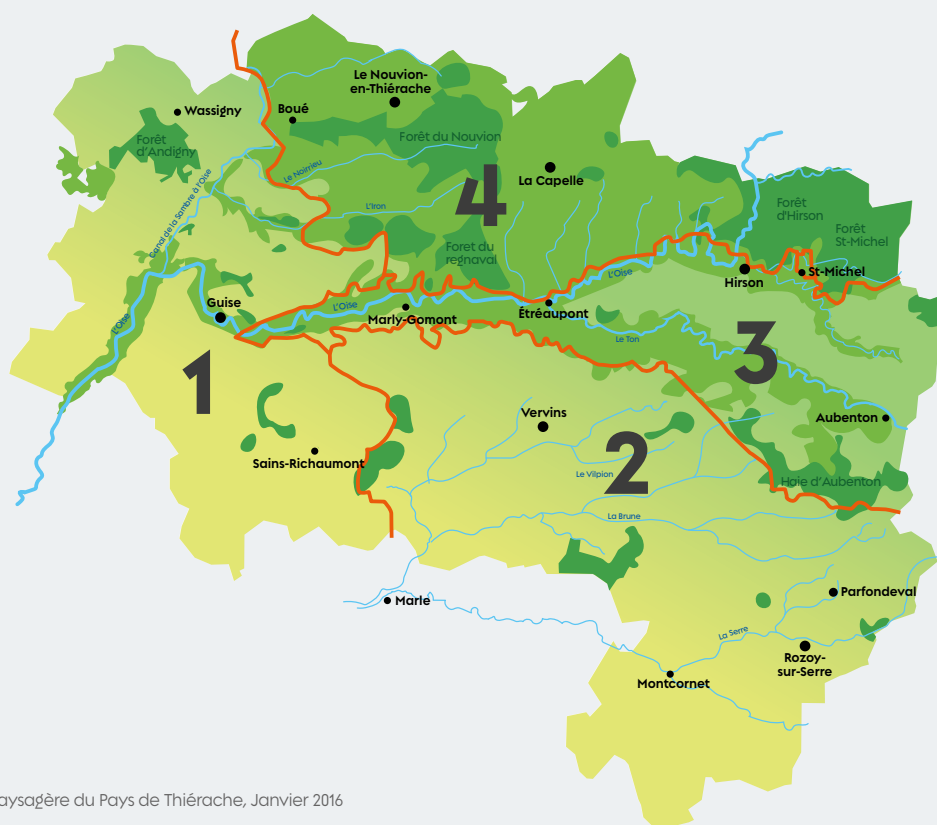 Le Nouvion-
en-Thiérache
Wassigny
Boué
Forêt
d'Andigny
Forêt du Nouvion
Le Noirrieu
La Capelle
4
Canal de la Sambre à l'Oise
L'Iron
Forêt
d'Hirson
Forêt
St-Michel
Foret du
regnaval
L'Oise
Hirson
St-Michel
Guise
L'Oise
Marly-Gomont
Étréaupont
L'Oise
Le Ton
1
3
Vervins
Aubenton
2
Sains-Richaumont
Le Vilpion
Haie d'Aubenton
La Brune
Marle
Parfondeval
La Serre
Rozoy-
sur-Serre
Montcornet
aysagère du Pays de Thiérache, Janvier 2016